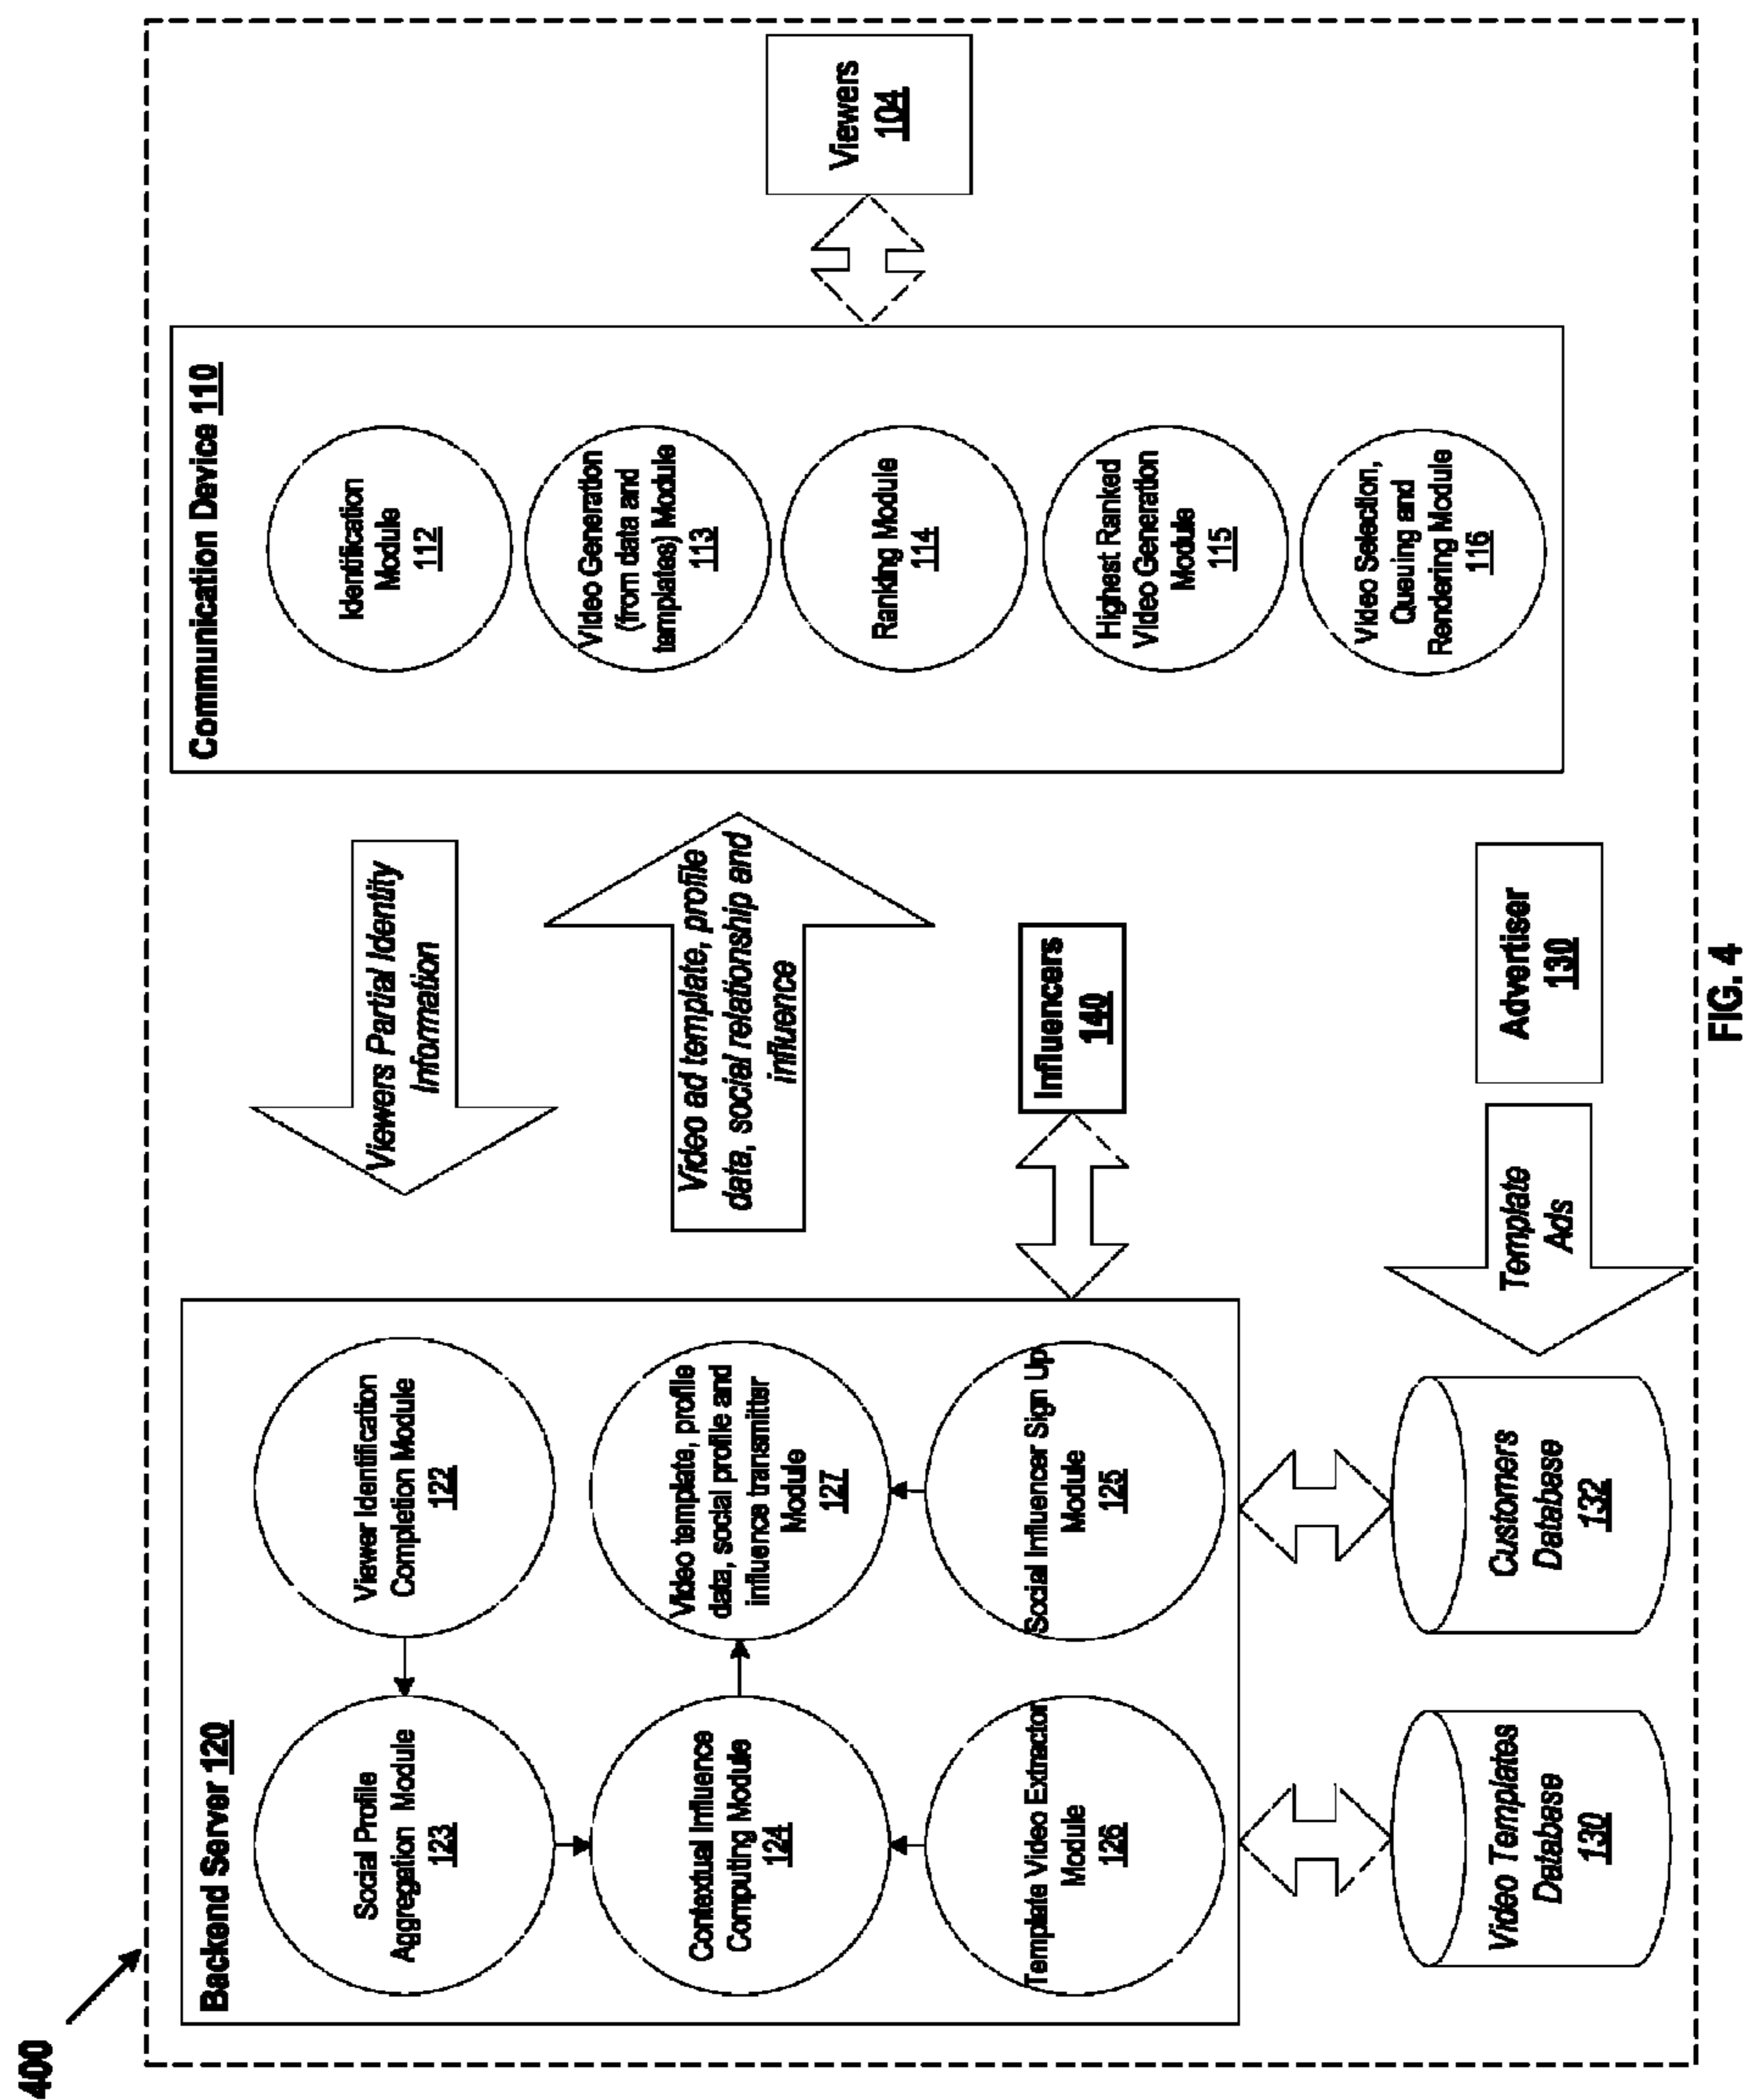 400
Backend Server 120
Social Profile
Aggregation Module
123
Viewer Identification
Completion Module
122
Contextual Influence
Computing Module
124
Video template, profile
data, social profile and
influence transmitter
Module
127
Template Video Extractor
Module
126
Social Influencer Sign Up
Module
125
Viewers Partial Identity
Information
Video ad template, profile
data, social relationship and
influence
Influencers
140
Communication Device 110
Identification
Module
112
Video Generation
(from data and
templates) Module
113
Ranking Module
114
Highest Ranked
Video Generation
Module
115
Video Selection,
Queuing and
Rendering Module
116
Viewers
104
Video Templates
Database
130
Customers
Database
132
Template
Ads
Advertiser
130
FIG. 4